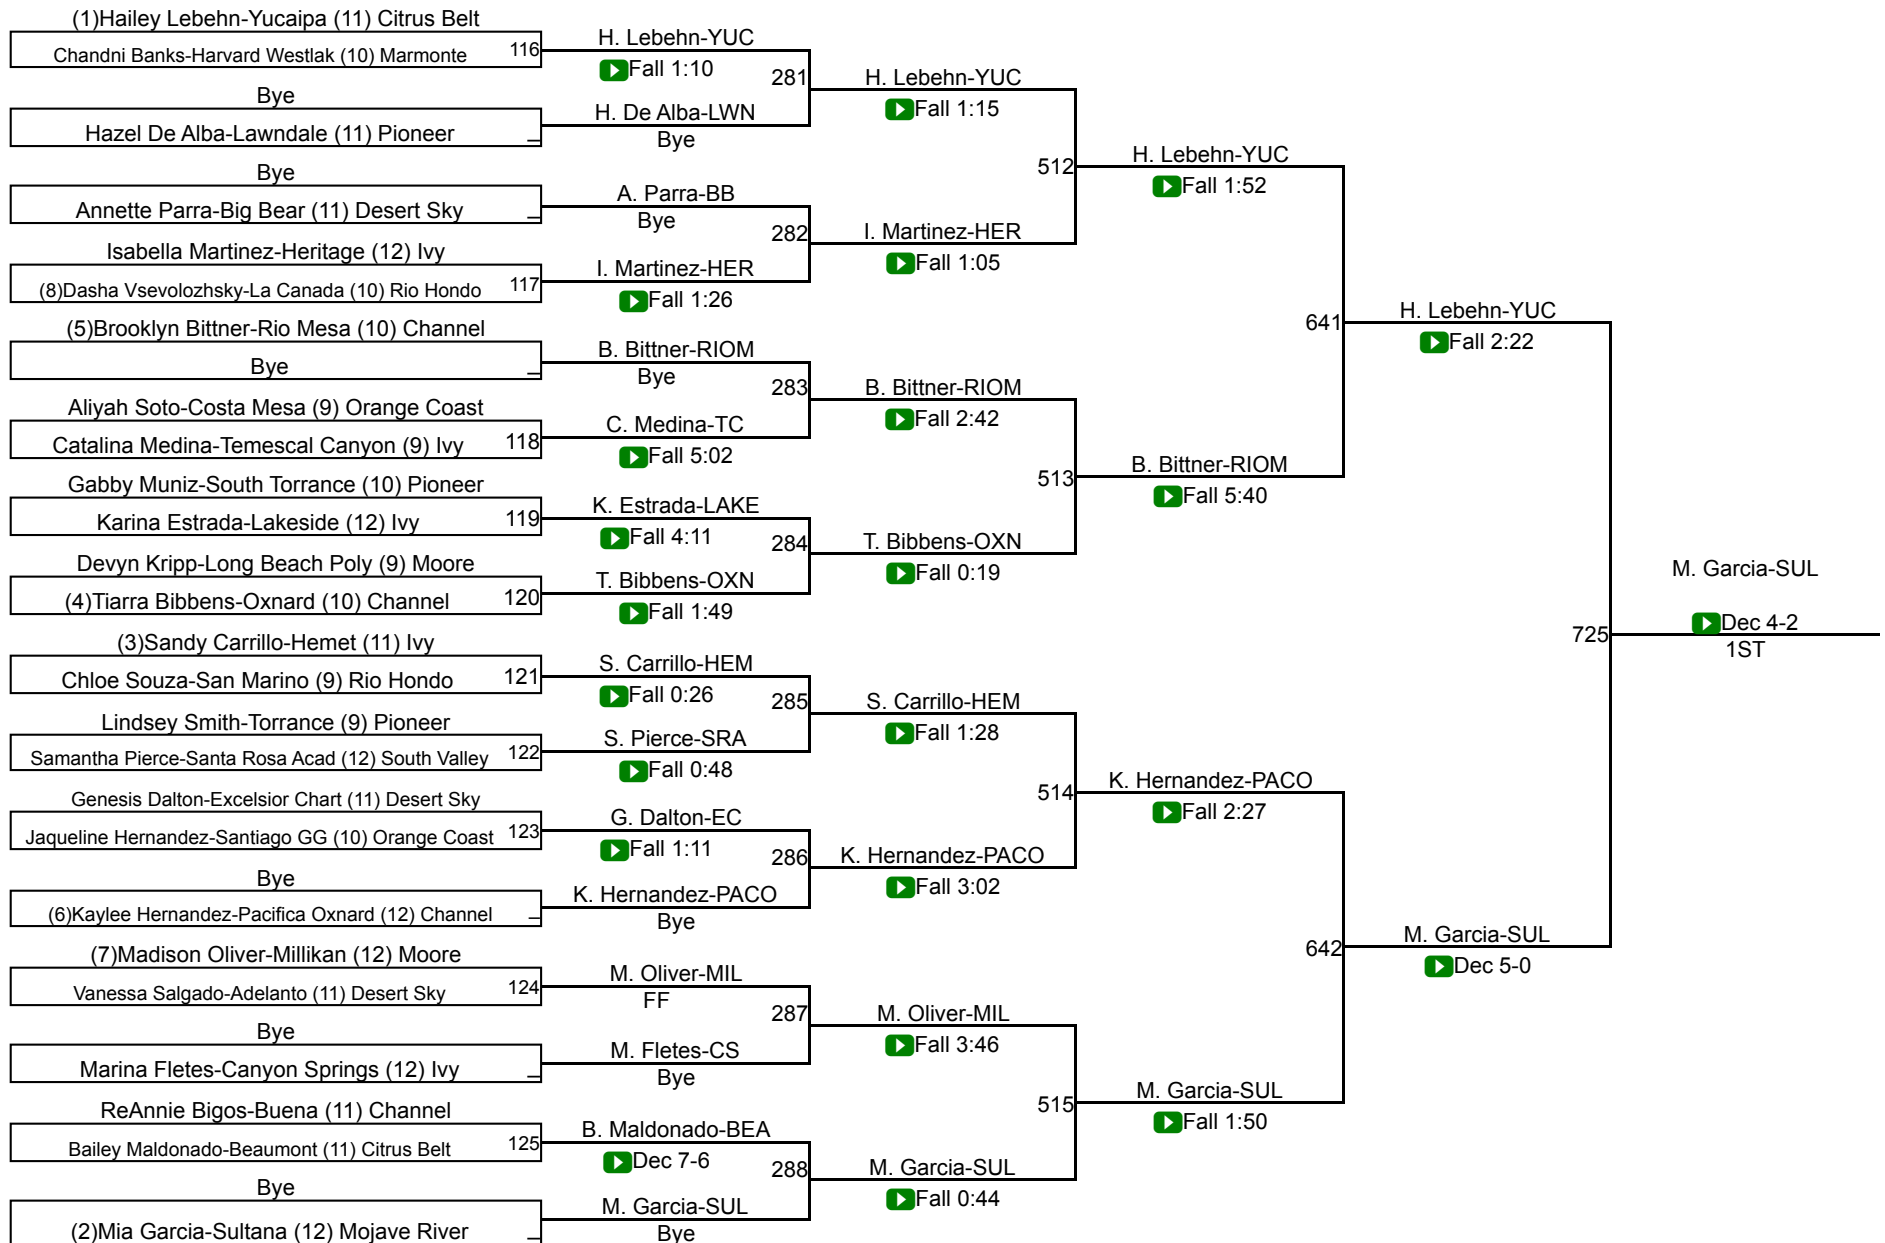 (1)Hailey Lebehn-Yucaipa (11) Citrus Belt
Chandni Banks-Harvard Westlak (10) Marmonte 116
Bye
Hazel De Alba-Lawndale (11) Pioneer _
Bye
Annette Parra-Big Bear (11) Desert Sky _
Isabella Martinez-Heritage (12) Ivy
(8)Dasha Vsevolozhsky-La Canada (10) Rio Hondo 117
(5)Brooklyn Bittner-Rio Mesa (10) Channel
Bye _
Aliyah Soto-Costa Mesa (9) Orange Coast
Catalina Medina-Temescal Canyon (9) Ivy 118
Gabby Muniz-South Torrance (10) Pioneer
Karina Estrada-Lakeside (12) Ivy 119
Devyn Kripp-Long Beach Poly (9) Moore
(4)Tiarra Bibbens-Oxnard (10) Channel 120
(3)Sandy Carrillo-Hemet (11) Ivy
Chloe Souza-San Marino (9) Rio Hondo 121
Lindsey Smith-Torrance (9) Pioneer
Samantha Pierce-Santa Rosa Acad (12) South Valley 122
Genesis Dalton-Excelsior Chart (11) Desert Sky
Jaqueline Hernandez-Santiago GG (10) Orange Coast 123
Bye
(6)Kaylee Hernandez-Pacifica Oxnard (12) Channel _
(7)Madison Oliver-Millikan (12) Moore
Vanessa Salgado-Adelanto (11) Desert Sky 124
Bye
Marina Fletes-Canyon Springs (12) Ivy _
ReAnnie Bigos-Buena (11) Channel
Bailey Maldonado-Beaumont (11) Citrus Belt 125
Bye
(2)Mia Garcia-Sultana (12) Mojave River _
H. Lebehn-YUC
Fall 1:10
281
H. De Alba-LWN
Bye
A. Parra-BB
Bye
282
I. Martinez-HER
Fall 1:26
B. Bittner-RIOM
Bye
283
C. Medina-TC
Fall 5:02
K. Estrada-LAKE
Fall 4:11
284
T. Bibbens-OXN
Fall 1:49
S. Carrillo-HEM
Fall 0:26
285
S. Pierce-SRA
Fall 0:48
G. Dalton-EC
Fall 1:11
286
K. Hernandez-PACO
Bye
M. Oliver-MIL
FF
287
M. Fletes-CS
Bye
B. Maldonado-BEA
Dec 7-6
288
M. Garcia-SUL
Bye
H. Lebehn-YUC
Fall 1:15
512
I. Martinez-HER
Fall 1:05
B. Bittner-RIOM
Fall 2:42
513
T. Bibbens-OXN
Fall 0:19
S. Carrillo-HEM
Fall 1:28
514
K. Hernandez-PACO
Fall 3:02
M. Oliver-MIL
Fall 3:46
515
M. Garcia-SUL
Fall 0:44
H. Lebehn-YUC
Fall 1:52
641
B. Bittner-RIOM
Fall 5:40
K. Hernandez-PACO
Fall 2:27
642
M. Garcia-SUL
Fall 1:50
H. Lebehn-YUC
Fall 2:22
725
M. Garcia-SUL
Dec 5-0
M. Garcia-SUL
Dec 4-2
1ST